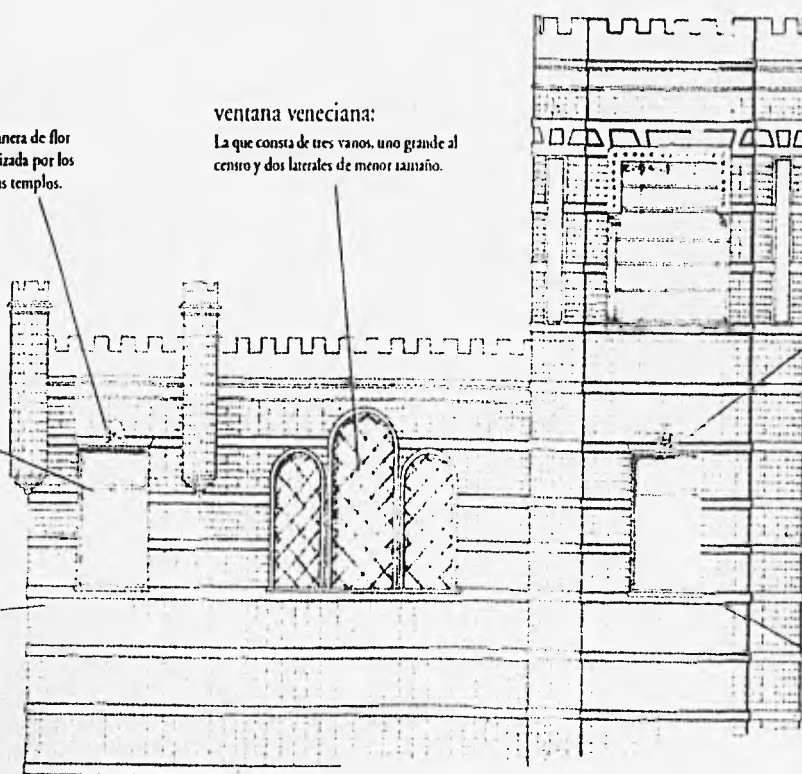 anera de flor
izada por los
us templos.
ventana veneciana:
La que consta de tres vanos, uno grande al
centro y dos laterales de menor tamaño.